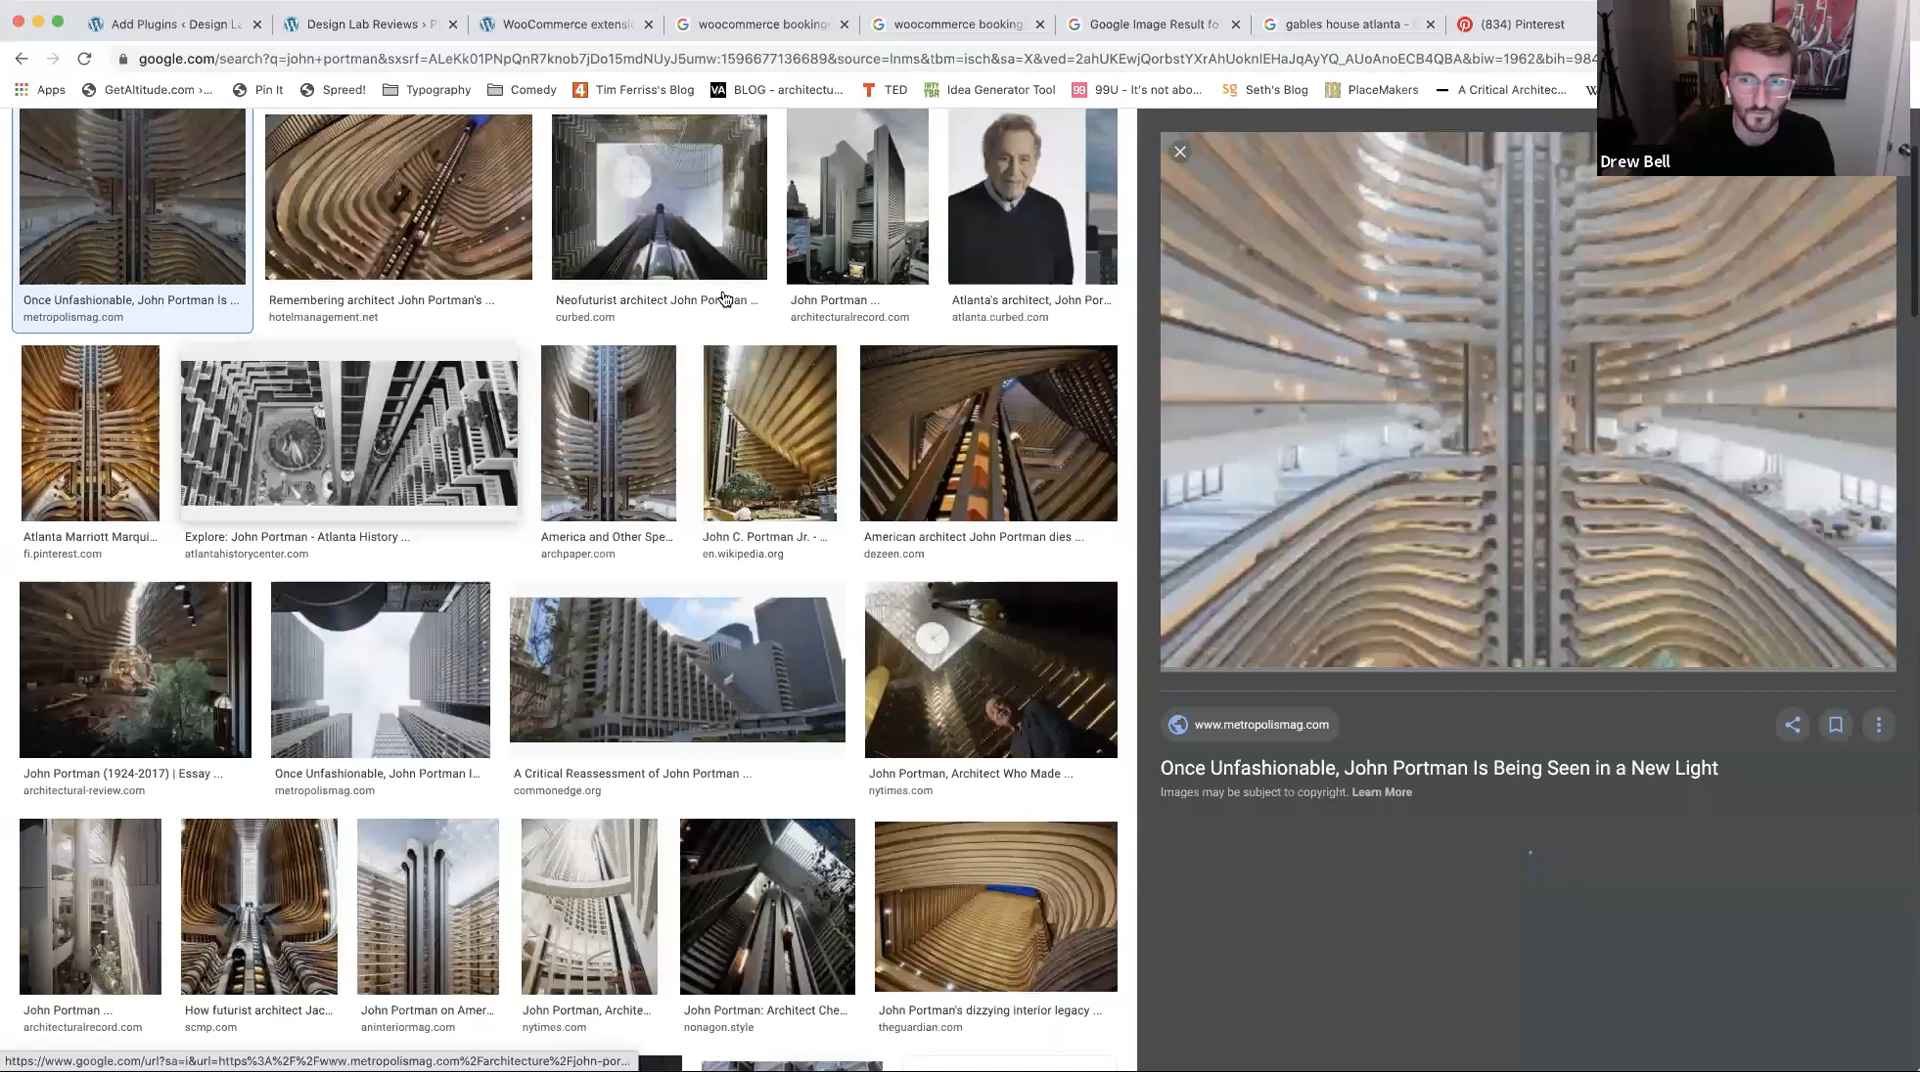 Add Plugins ‹ Design L
Design Lab Reviews › P
WooCommerce extensi
woocommerce booking
woocommerce booking
Google Image Result fo
gables house atlanta - 
(834) Pinterest
google.com/search?q=john+portman&sxsrf=ALeKk01PNpQnR7knob7jDo15mdNUyJ5umw:1596677136689&source=lnms&tbm=isch&sa=X&ved=2ahUKEwjQorbstYXrAhUoknIEHaJqAyYQ_AUoAnoECB4QBA&biw=1962&bih=984
Apps
GetAltitude.com ›...
Pin It
Spreed!
Typography
Comedy
4 Tim Ferriss's Blog
VA BLOG - architectu...
T TED
Idea Generator Tool
99 99U - It's not abo...
Sg Seth's Blog
PlaceMakers
A Critical Architec...
W
Drew Bell
Once Unfashionable, John Portman Is ...
metropolismag.com
Remembering architect John Portman's ...
hotelmanagement.net
Neofuturist architect John Portman ...
curbed.com
John Portman ...
architecturalrecord.com
Atlanta's architect, John Por...
atlanta.curbed.com
Atlanta Marriott Marqui...
fi.pinterest.com
Explore: John Portman - Atlanta History ...
atlantahistorycenter.com
America and Other Spe...
archpaper.com
John C. Portman Jr. - ...
en.wikipedia.org
American architect John Portman dies ...
dezeen.com
John Portman (1924-2017) | Essay ...
architectural-review.com
Once Unfashionable, John Portman I...
metropolismag.com
A Critical Reassessment of John Portman ...
commonedge.org
John Portman, Architect Who Made ...
nytimes.com
John Portman ...
architecturalrecord.com
How futurist architect Jac...
scmp.com
John Portman on Amer...
aninteriormag.com
John Portman, Archite...
nytimes.com
John Portman: Architect Che...
nonagon.style
John Portman's dizzying interior legacy ...
theguardian.com
www.metropolismag.com
Once Unfashionable, John Portman Is Being Seen in a New Light
Images may be subject to copyright. Learn More
https://www.google.com/url?sa=i&url=https%3A%2F%2Fwww.metropolismag.com%2Farchitecture%2Fjohn-por...